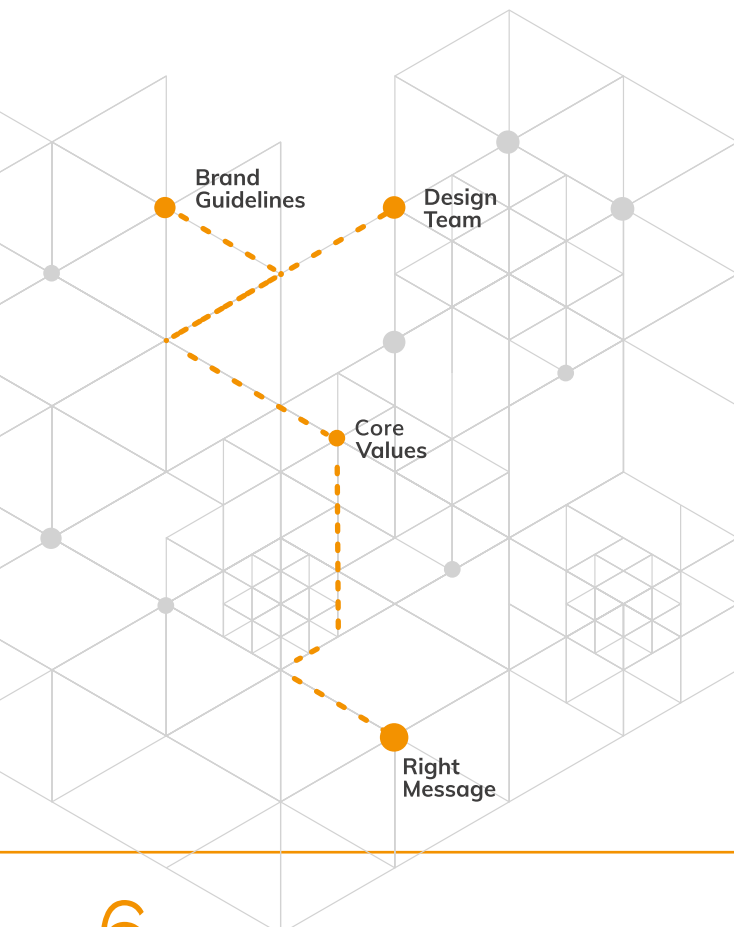 Brand
Guidelines
Design
Team
Core
Values
Right
Message